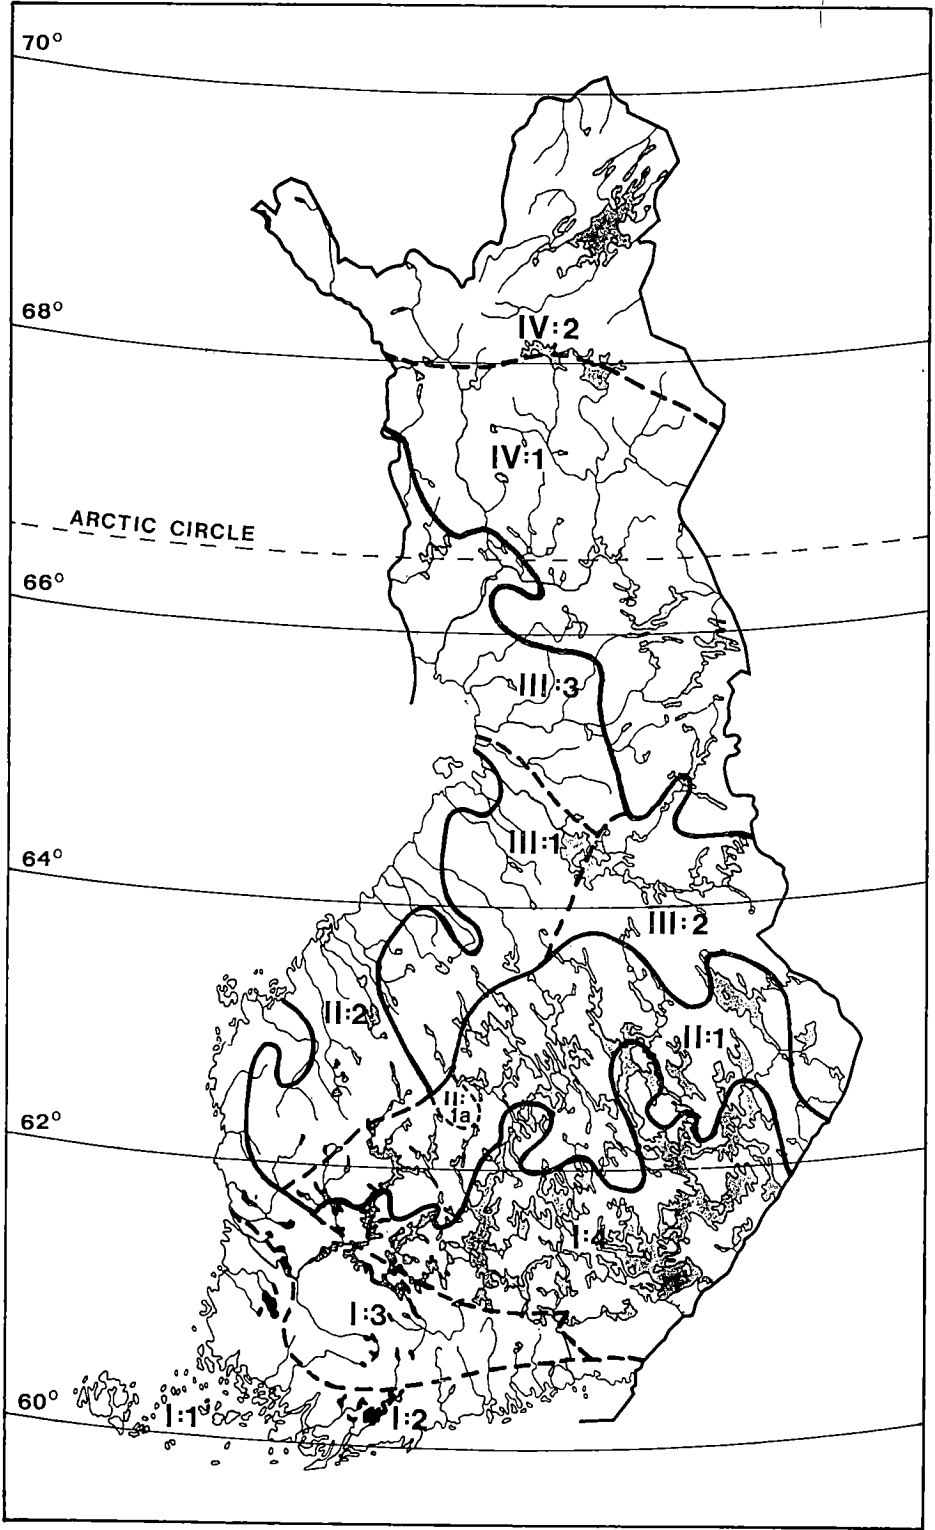 70°
68°
IV:2
IV:1
ARCTIC CIRCLE
66°
III:3
III:1
64°
III:2
II:2
II:1
II:
1a
62°
I:4
I:3
60°
I:1
I:2